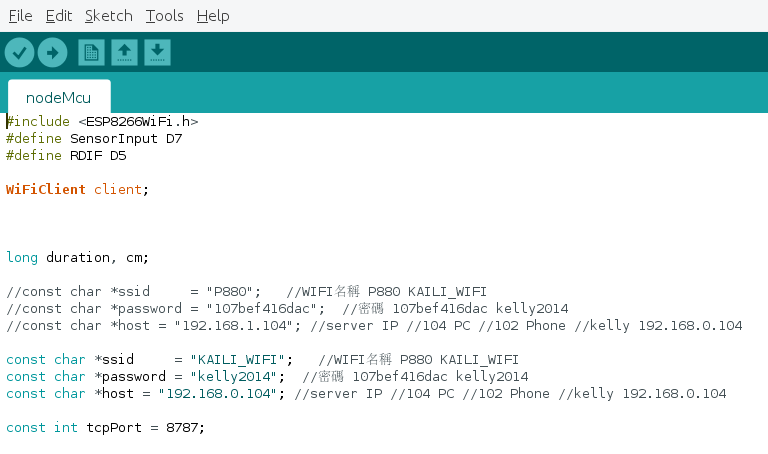 File Edit Sketch Tools Help
nodeMcu
#include <ESP8266WiFi.h>
#define SensorInput D7
#define RDIF D5
WiFiClient client;
long duration, cm;
//const char *ssid     = "P880";   //WIFI名稱 P880 KAILI_WIFI
//const char *password = "107bef416dac";  //密碼 107bef416dac kelly2014
//const char *host = "192.168.1.104"; //server IP //104 PC //102 Phone //kelly 192.168.0.104
const char *ssid     = "KAILI_WIFI";   //WIFI名稱 P880 KAILI_WIFI
const char *password = "kelly2014";  //密碼 107bef416dac kelly2014
const char *host = "192.168.0.104"; //server IP //104 PC //102 Phone //kelly 192.168.0.104
const int tcpPort = 8787;